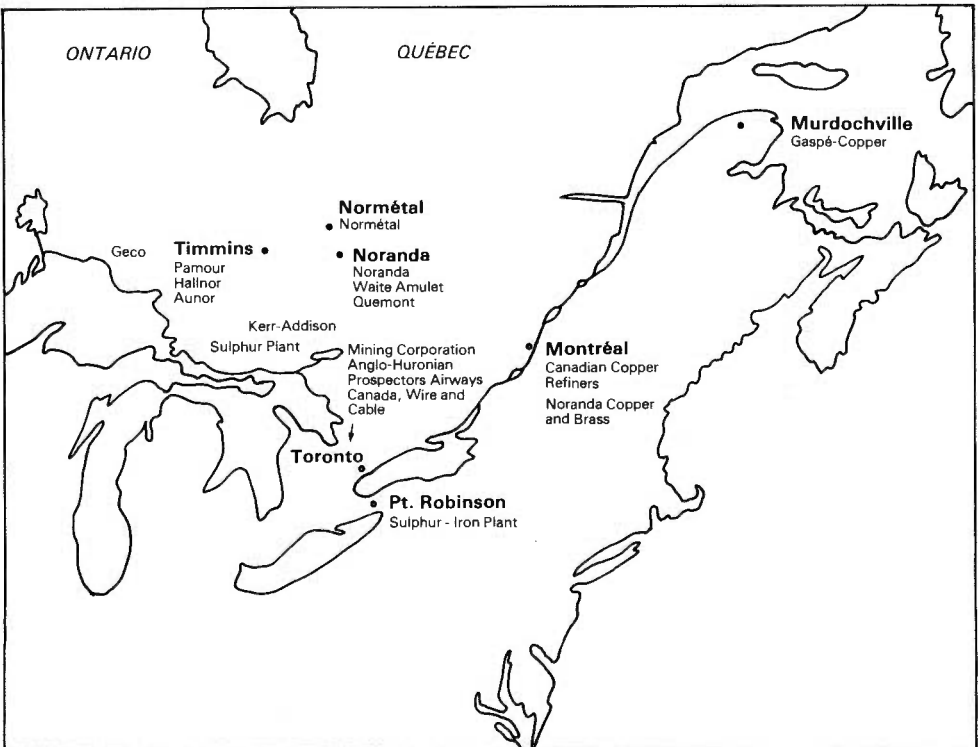 ONTARIO
QUÉBEC
Murdochville
Gaspé-Copper
Normétal
Normétal
Geco
Timmins
Pamour
Hallnor
Aunor
Noranda
Noranda
Waite Amulet
Quemont
Kerr-Addison
Sulphur Plant
Mining Corporation
Anglo-Huronian
Prospectors Airways
Canada, Wire and
Cable
Montréal
Canadian Copper
Refiners
Noranda Copper
and Brass
Toronto
Pt. Robinson
Sulphur - Iron Plant